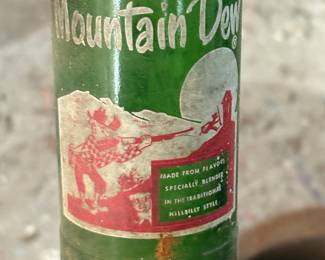 Mountain Dew
®
MADE FROM FLAVORS
SPECIALLY BLENDED
IN THE TRADITIONAL
HILLBILLY STYLE